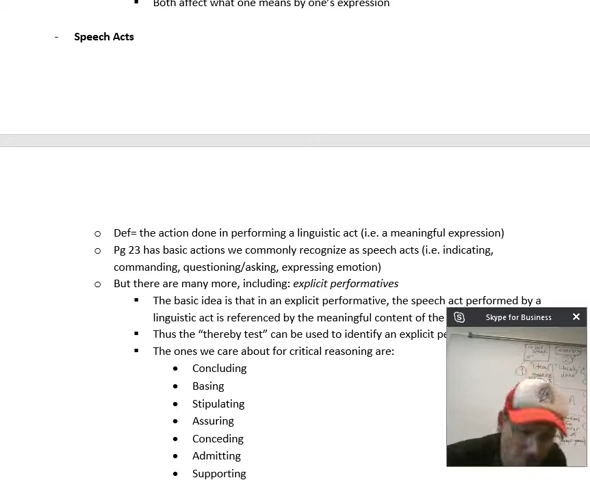 ▪ Both affect what one means by one's expression
- Speech Acts
o Def= the action done in performing a linguistic act (i.e. a meaningful expression)
o Pg 23 has basic actions we commonly recognize as speech acts (i.e. indicating,
commanding, questioning/asking, expressing emotion)
o But there are many more, including: explicit performatives
▪ The basic idea is that in an explicit performative, the speech act performed by a
linguistic act is referenced by the meaningful content of the
▪ Thus the “thereby test” can be used to identify an explicit pe
▪ The ones we care about for critical reasoning are:
• Concluding
• Basing
• Stipulating
• Assuring
• Conceding
• Admitting
• Supporting
Skype for Business